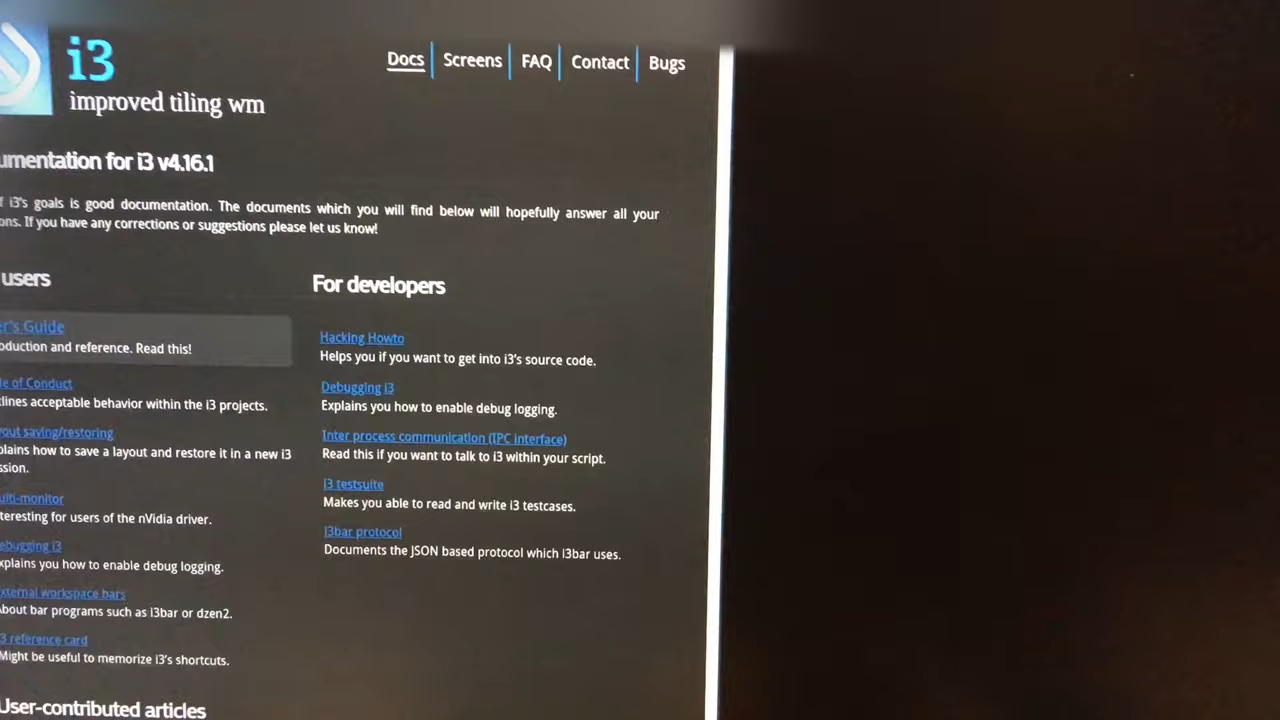 i3
improved tiling wm
Docs
Screens
FAQ
Contact
Bugs
umentation for i3 v4.16.1
f i3's goals is good documentation. The documents which you will find below will hopefully answer all your
ons. If you have any corrections or suggestions please let us know!
users
er's Guide
oduction and reference. Read this!
le of Conduct
lines acceptable behavior within the i3 projects.
out saving/restoring
plains how to save a layout and restore it in a new i3
ssion.
ulti-monitor
teresting for users of the nVidia driver.
ebugging i3
xplains you how to enable debug logging.
xternal workspace bars
About bar programs such as i3bar or dzen2.
3 reference card
Might be useful to memorize i3's shortcuts.
For developers
Hacking Howto
Helps you if you want to get into i3's source code.
Debugging i3
Explains you how to enable debug logging.
Inter process communication (IPC interface)
Read this if you want to talk to i3 within your script.
i3 testsuite
Makes you able to read and write i3 testcases.
i3bar protocol
Documents the JSON based protocol which i3bar uses.
User-contributed articles